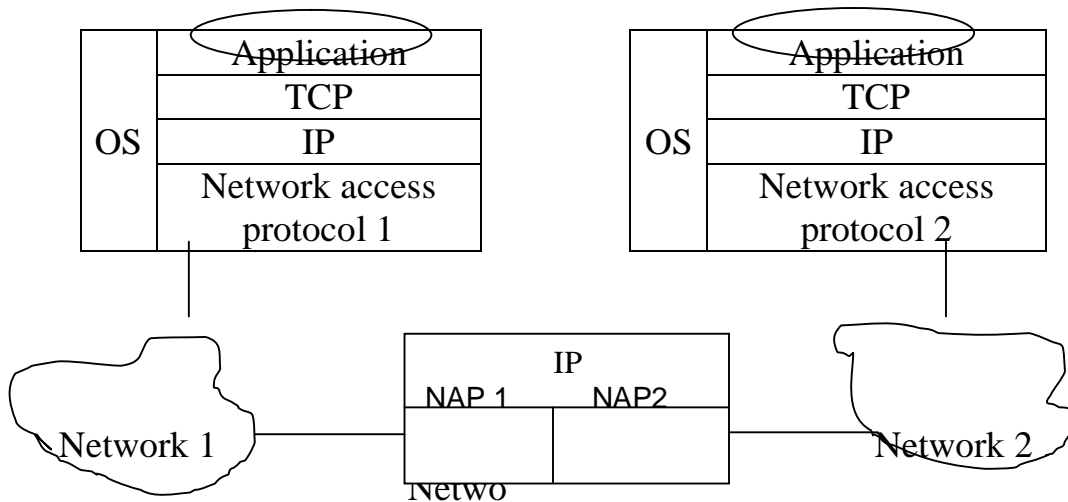 OS
Application
TCP
IP
Network access
protocol 1
OS
Application
TCP
IP
Network access
protocol 2
IP
NAP 1
NAP2
Network 1
Network 2
Netwo